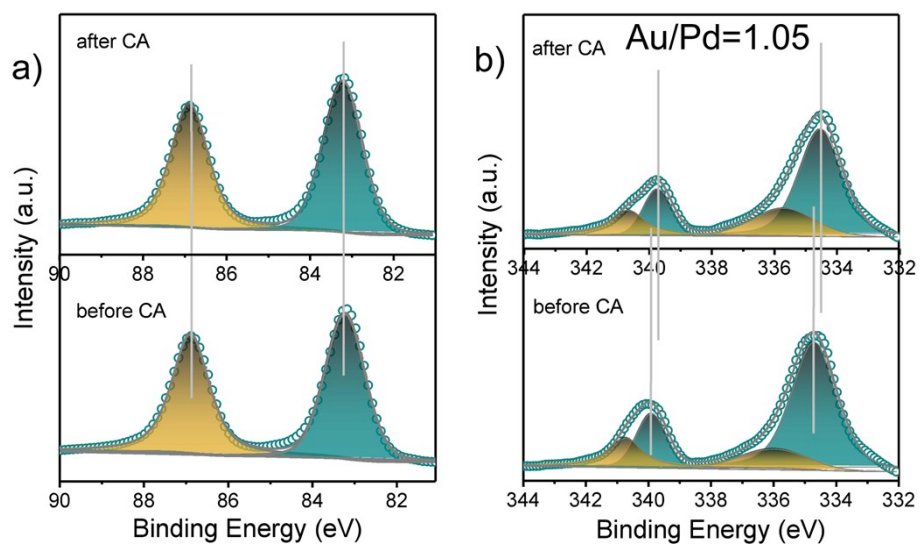 a)
after CA
Intensity (a.u.)
90 88 86 84 82
before CA
90 88 86 84 82
Binding Energy (eV)
b)
after CA Au/Pd=1.05
Intensity (a.u.)
344 342 340 338 336 334 332
before CA
344 342 340 338 336 334 332
Binding Energy (eV)